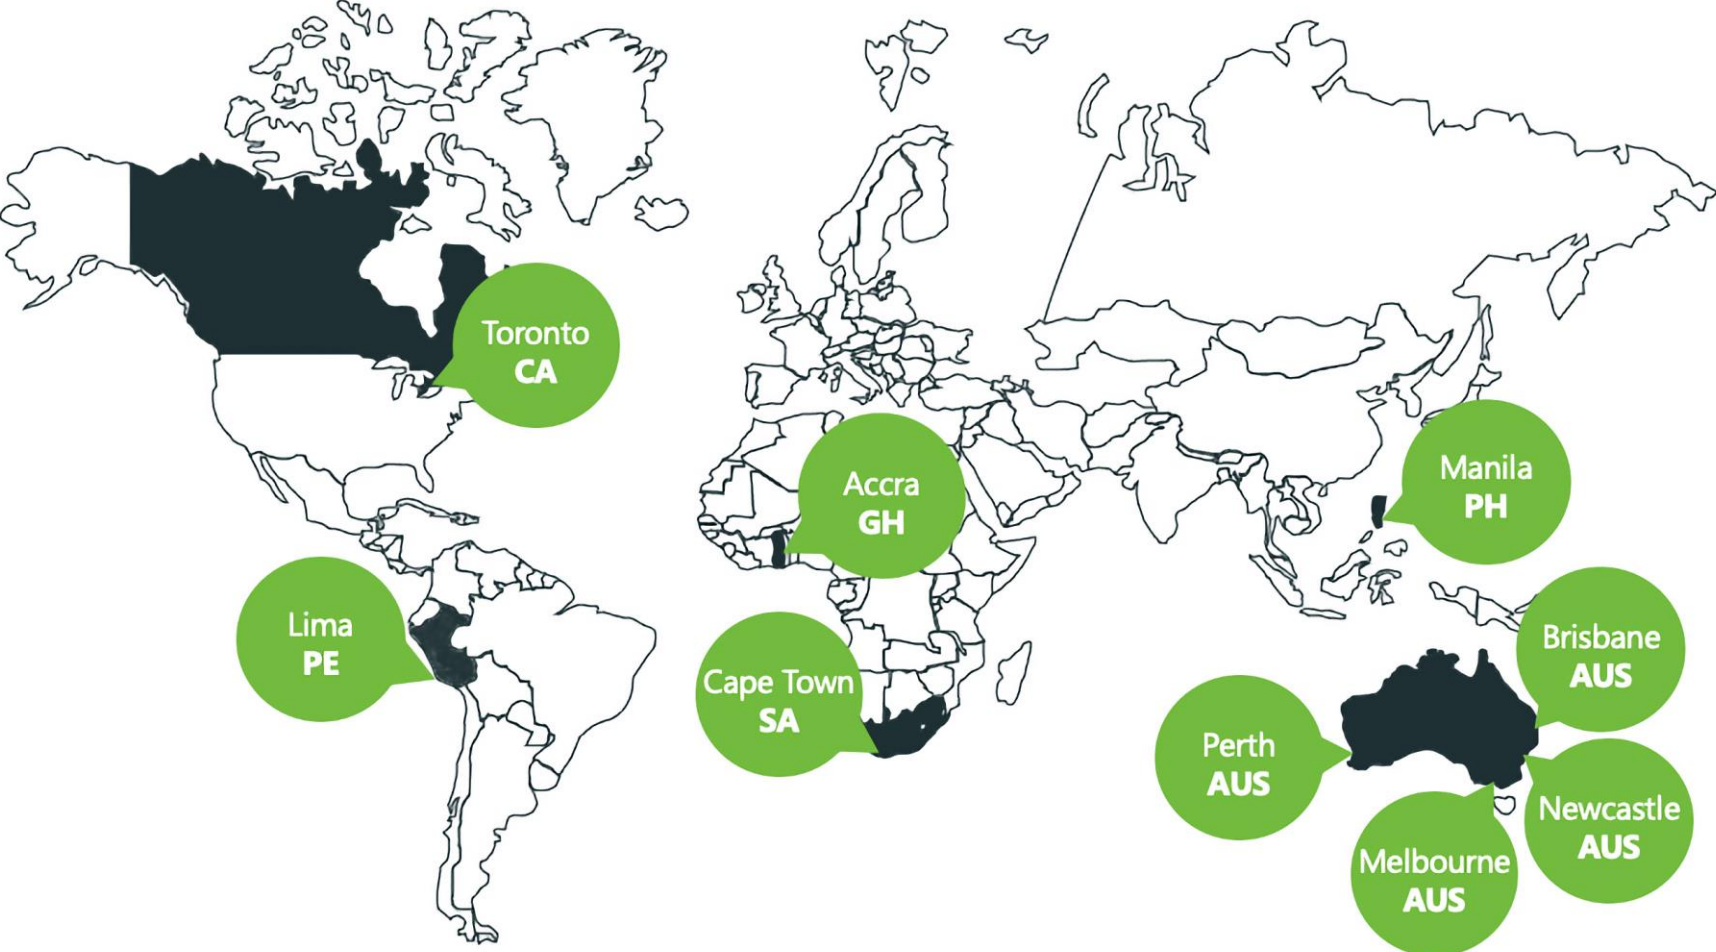 Toronto
CA
Accra
GH
Manila
PH
Lima
PE
Cape Town
SA
Brisbane
AUS
Perth
AUS
Newcastle
AUS
Melbourne
AUS